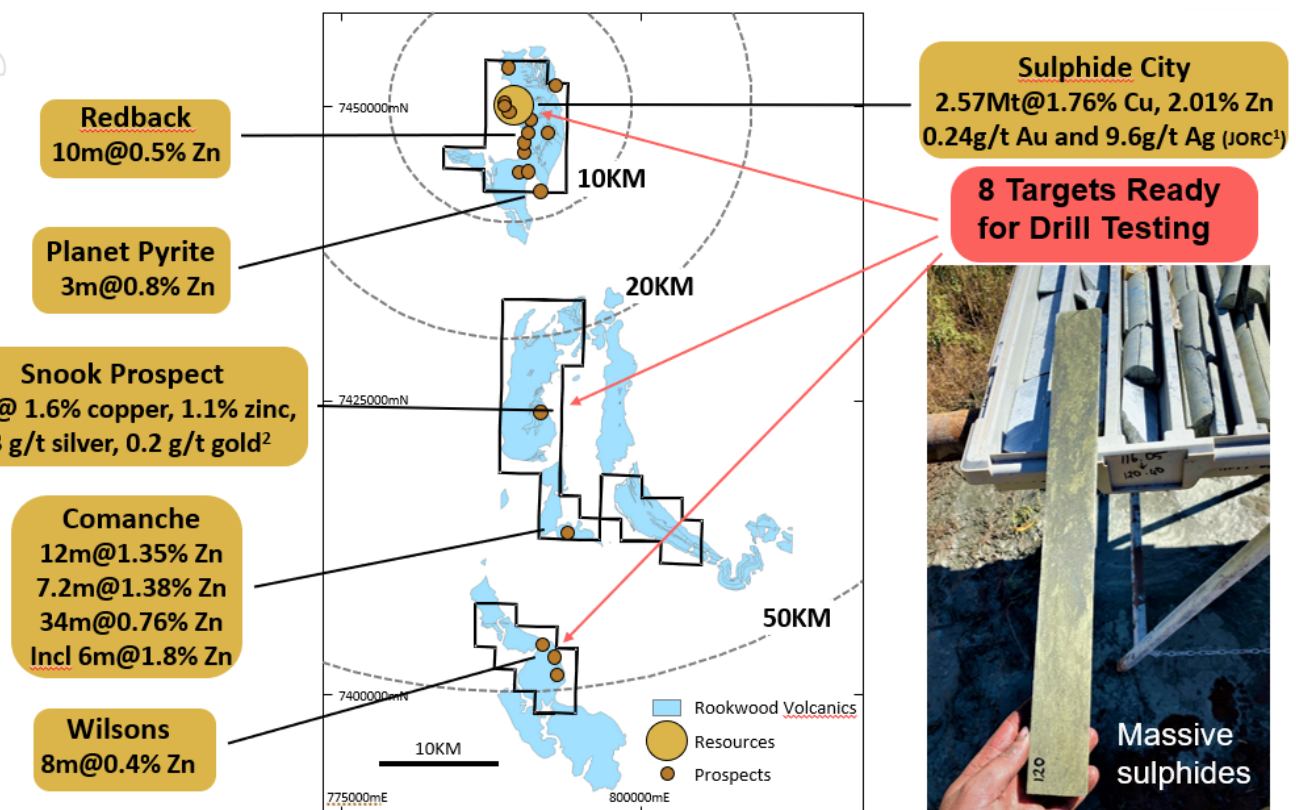 Redback
10m@0.5% Zn
Planet Pyrite
3m@0.8% Zn
Snook Prospect
@ 1.6% copper, 1.1% zinc,
g/t silver, 0.2 g/t gold2
Comanche
12m@1.35% Zn
7.2m@1.38% Zn
34m@0.76% Zn
Incl 6m@1.8% Zn
Wilsons
8m@0.4% Zn
7450000mN
7425000mN
7400000mN
775000mE
800000mE
10KM
20KM
50KM
10KM
Rookwood Volcanics
Resources
Prospects
Sulphide City
2.57Mt@1.76% Cu, 2.01% Zn
0.24g/t Au and 9.6g/t Ag (JORC1)
8 Targets Ready
for Drill Testing
116.05
120.40
120
Massive
sulphides